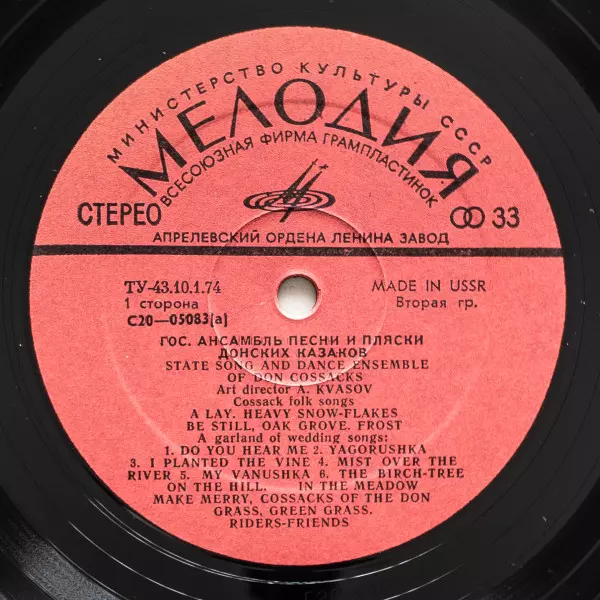 МИНИСТЕРСТВО КУЛЬТУРЫ СССР
МЕЛОДИЯ
ВСЕСОЮЗНАЯ ФИРМА ГРАМПЛАСТИНОК
СТЕРЕО
33
АПРЕЛЕВСКИЙ ОРДЕНА ЛЕНИНА ЗАВОД
ТУ-43.10.1.74
MADE IN USSR
1 сторона
Вторая гр.
С20—05083[а]
ГОС. АНСАМБЛЬ ПЕСНИ И ПЛЯСКИ
ДОНСКИХ КАЗАКОВ
STATE SONG AND DANCE ENSEMBLE
OF DON COSSACKS
Art director A. KVASOV
Cossack folk songs
A LAY. HEAVY SNOW-FLAKES
BE STILL, OAK GROVE. FROST
A garland of wedding songs:
1. DO YOU HEAR ME 2. YAGORUSHKA
3. I PLANTED THE VINE 4. MIST OVER THE
RIVER 5. MY VANUSHKA 6. THE BIRCH-TREE
ON THE HILL. IN THE MEADOW
MAKE MERRY, COSSACKS OF THE DON
GRASS, GREEN GRASS.
RIDERS-FRIENDS